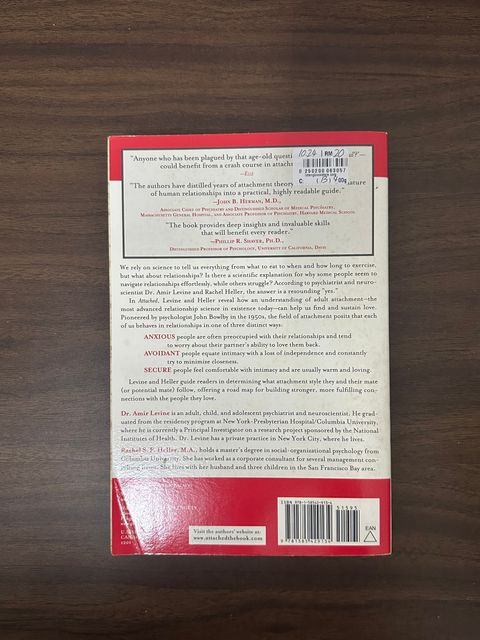 "Anyone who has been plagued by that age-old questi
could benefit from a crash course in attachm
—Elle
"The authors have distilled years of attachment theory
ature
of human relationships into a practical, highly readable guide."
—JOHN B. HERMAN, M.D.,
ASSOCIATE CHIEF OF PSYCHIATRY AND DISTINGUISHED SCHOLAR OF MEDICAL PSYCHIATRY,
MASSACHUSETTS GENERAL HOSPITAL, AND ASSOCIATE PROFESSOR OF PSYCHIATRY, HARVARD MEDICAL SCHOOL
"The book provides deep insights and invaluable skills
that will benefit every reader."
—PHILLIP R. SHAVER, PH.D.,
DISTINGUISHED PROFESSOR OF PSYCHOLOGY, UNIVERSITY OF CALIFORNIA, DAVIS
RM 20
We rely on science to tell us everything from what to eat to when and how long to exercise,
but what about relationships? Is there a scientific explanation for why some people seem to
navigate relationships effortlessly, while others struggle? According to psychiatrist and neuro-
scientist Dr. Amir Levine and Rachel Heller, the answer is a resounding "yes."
In Attached, Levine and Heller reveal how an understanding of adult attachment—the
most advanced relationship science in existence today—can help us find and sustain love.
Pioneered by psychologist John Bowlby in the 1950s, the field of attachment posits that each
of us behaves in relationships in one of three distinct ways:
ANXIOUS people are often preoccupied with their relationships and tend
to worry about their partner's ability to love them back.
AVOIDANT people equate intimacy with a loss of independence and constantly
try to minimize closeness.
SECURE people feel comfortable with intimacy and are usually warm and loving.
Levine and Heller guide readers in determining what attachment style they and their mate
(or potential mate) follow, offering a road map for building stronger, more fulfilling con-
nections with the people they love.
Dr. Amir Levine is an adult, child, and adolescent psychiatrist and neuroscientist. He grad-
uated from the residency program at New York-Presbyterian Hospital/Columbia University,
where he is currently a Principal Investigator on a research project sponsored by the National
Institutes of Health. Dr. Levine has a private practice in New York City, where he lives.
Rachel S. F. Heller, M.A., holds a master's degree in social-organizational psychology from
Columbia University. She has worked as a corporate consultant for several management con-
sulting firms. She lives with her husband and three children in the San Francisco Bay area.
Visit the authors' website at:
www.attachedthebook.com
ISBN 978-1-58542-913-4
51595
9 781585 429134
EAN